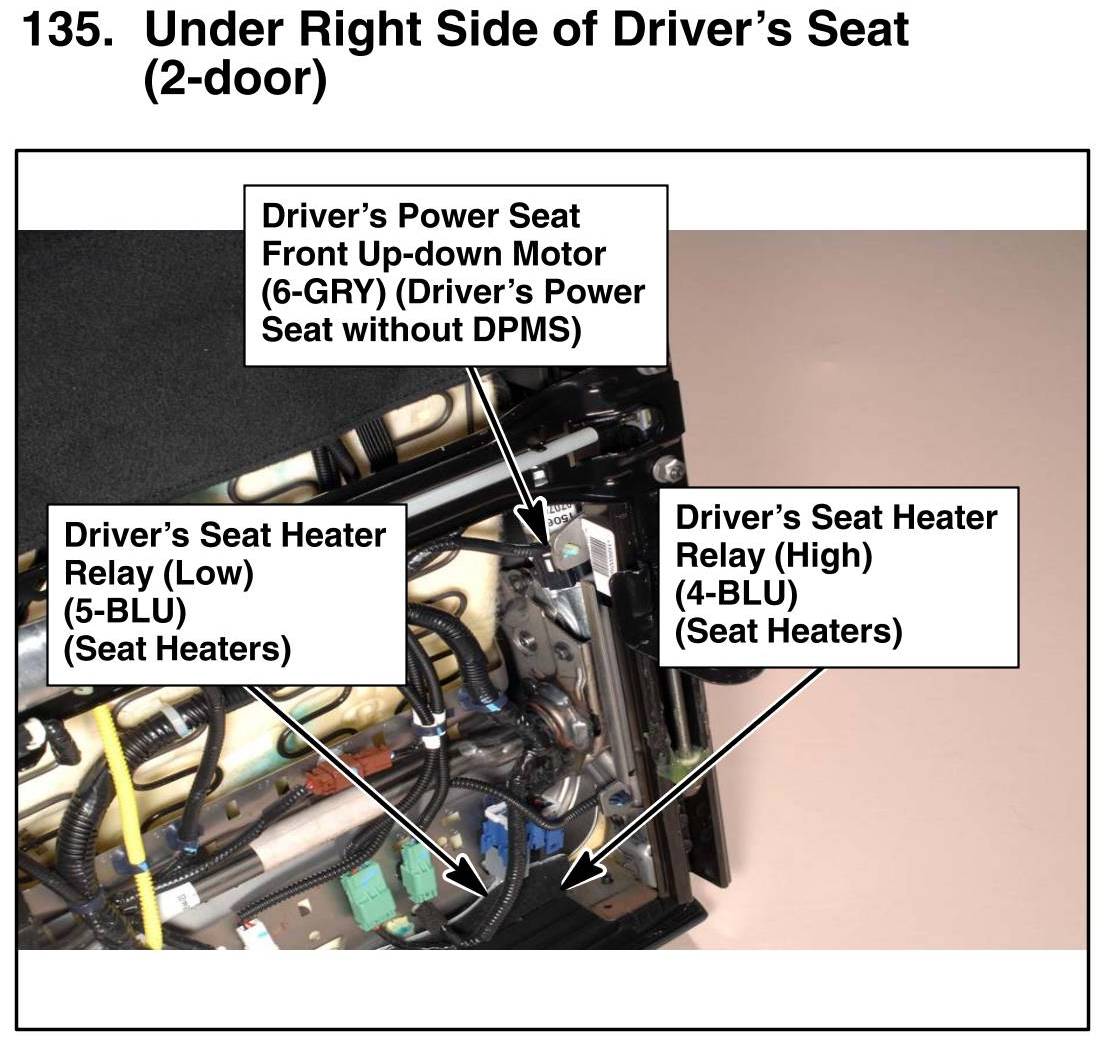 135. Under Right Side of Driver's Seat
(2-door)
Driver's Power Seat
Front Up-down Motor
(6-GRY) (Driver's Power
Seat without DPMS)
Driver's Seat Heater
Relay (Low)
(5-BLU)
(Seat Heaters)
Driver's Seat Heater
Relay (High)
(4-BLU)
(Seat Heaters)